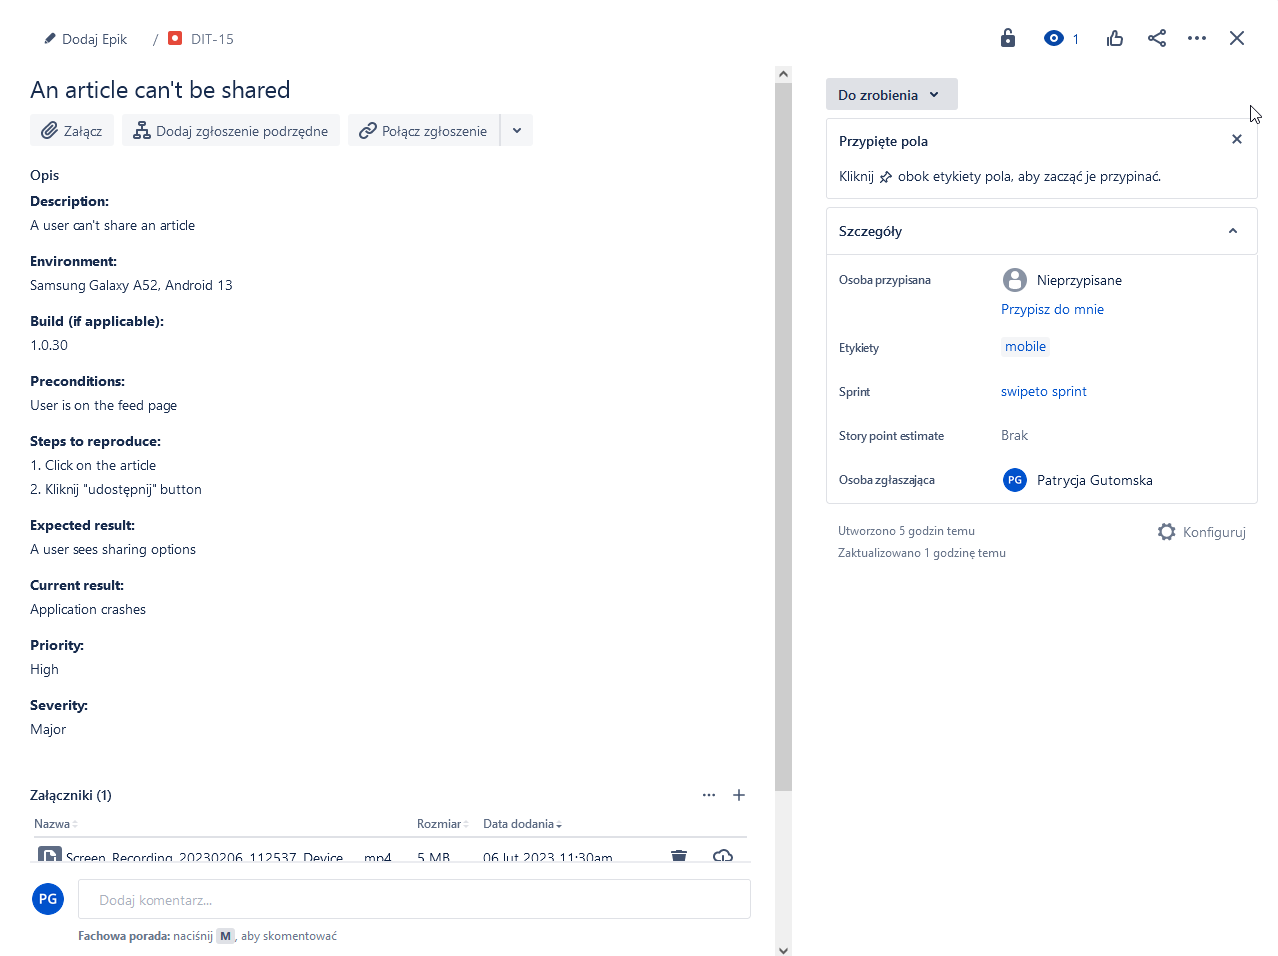 Dodaj Epik / DIT-15
1
An article can't be shared
Załącz
Dodaj zgłoszenie podrzędne
Połącz zgłoszenie
Opis
Description:
A user can't share an article
Environment:
Samsung Galaxy A52, Android 13
Build (if applicable):
1.0.30
Preconditions:
User is on the feed page
Steps to reproduce:
1. Click on the article
2. Kliknij "udostępnij" button
Expected result:
A user sees sharing options
Current result:
Application crashes
Priority:
High
Severity:
Major
Załączniki (1)
Nazwa Rozmiar Data dodania
Screen_Recording_20230206_112537_Device ... .mp4 5 MB 06 lut 2023 11:30am
PG
Dodaj komentarz...
Fachowa porada: naciśnij M, aby skomentować
Do zrobienia
Przypięte pola
Kliknij obok etykiety pola, aby zacząć je przypinać.
Szczegóły
Osoba przypisana Nieprzypisane
Przypisz do mnie
Etykiety mobile
Sprint swipeto sprint
Story point estimate Brak
Osoba zgłaszająca PG Patrycja Gutomska
Utworzono 5 godzin temu
Konfiguruj
Zaktualizowano 1 godzinę temu